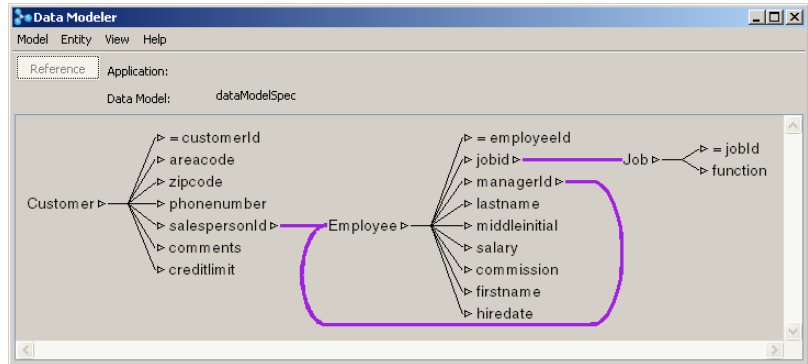 Data Modeler
Model Entity View Help
Reference Application:
Data Model: dataModelSpec
Customer
= customerId
areacode
zipcode
phonenumber
salespersonId
comments
creditlimit
Employee
= employeeId
jobid
managerId
lastname
middleinitial
salary
commission
firstname
hiredate
Job
= jobId
function